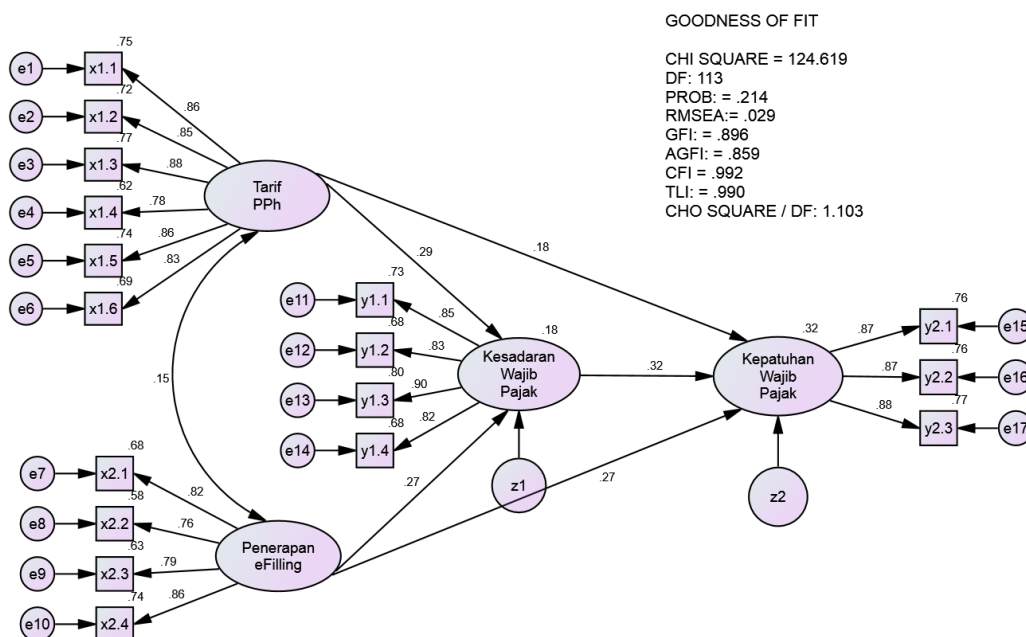 GOODNESS OF FIT
CHI SQUARE = 124.619
DF: 113
PROB: = .214
RMSEA:= .029
GFI: = .896
AGFI: = .859
CFI: = .992
TLI: = .990
CHO SQUARE / DF: 1.103
.75
e1 x1.1
.86
.72
e2 x1.2
.85
.77
e3 x1.3
.88
.62
e4 x1.4
.78
.74
e5 x1.5
.86
.69
e6 x1.6
.83
Tarif
PPh
.29
.18
.15
.73
e11 y1.1
.85
.68
e12 y1.2
.83
.80
e13 y1.3
.90
.68
e14 y1.4
.82
.18
Kesadaran
Wajib
Pajak
.32
z1
.32
Kepatuhan
Wajib
Pajak
z2
.76
.87
y2.1 e15
.76
.87
y2.2 e16
.77
.88
y2.3 e17
.68
e7 x2.1
.82
.58
e8 x2.2
.76
.63
e9 x2.3
.79
.74
e10 x2.4
.86
Penerapan
eFilling
.27
.27